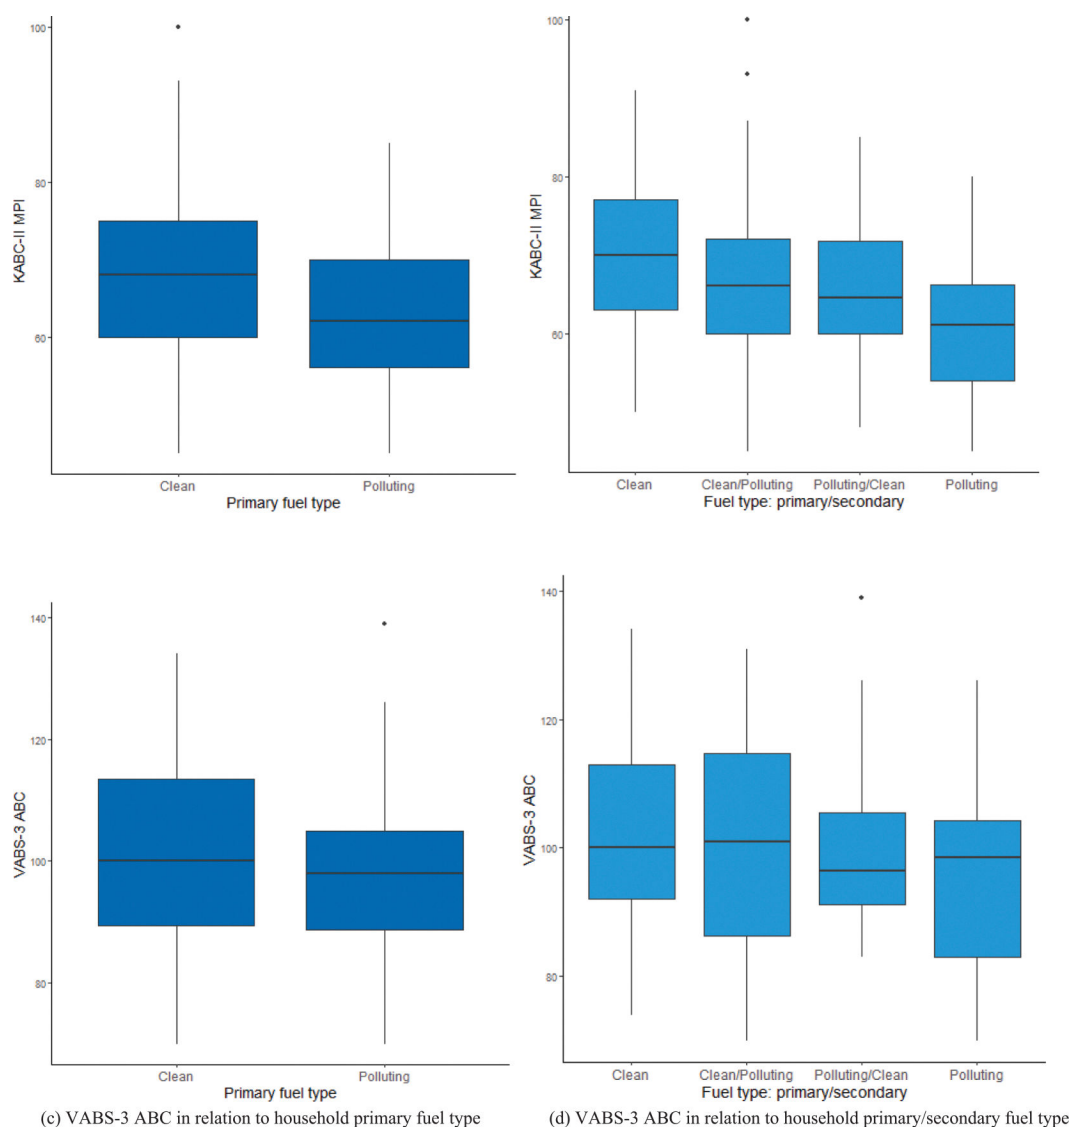 100
80
60
KABC-II MPI
Clean
Polluting
Primary fuel type
100
80
60
KABC-II MPI
Clean
Clean/Polluting
Polluting/Clean
Polluting
Fuel type: primary/secondary
140
120
100
80
VABS-3 ABC
Clean
Polluting
Primary fuel type
(c) VABS-3 ABC in relation to household primary fuel type
140
120
100
80
VABS-3 ABC
Clean
Clean/Polluting
Polluting/Clean
Polluting
Fuel type: primary/secondary
(d) VABS-3 ABC in relation to household primary/secondary fuel type